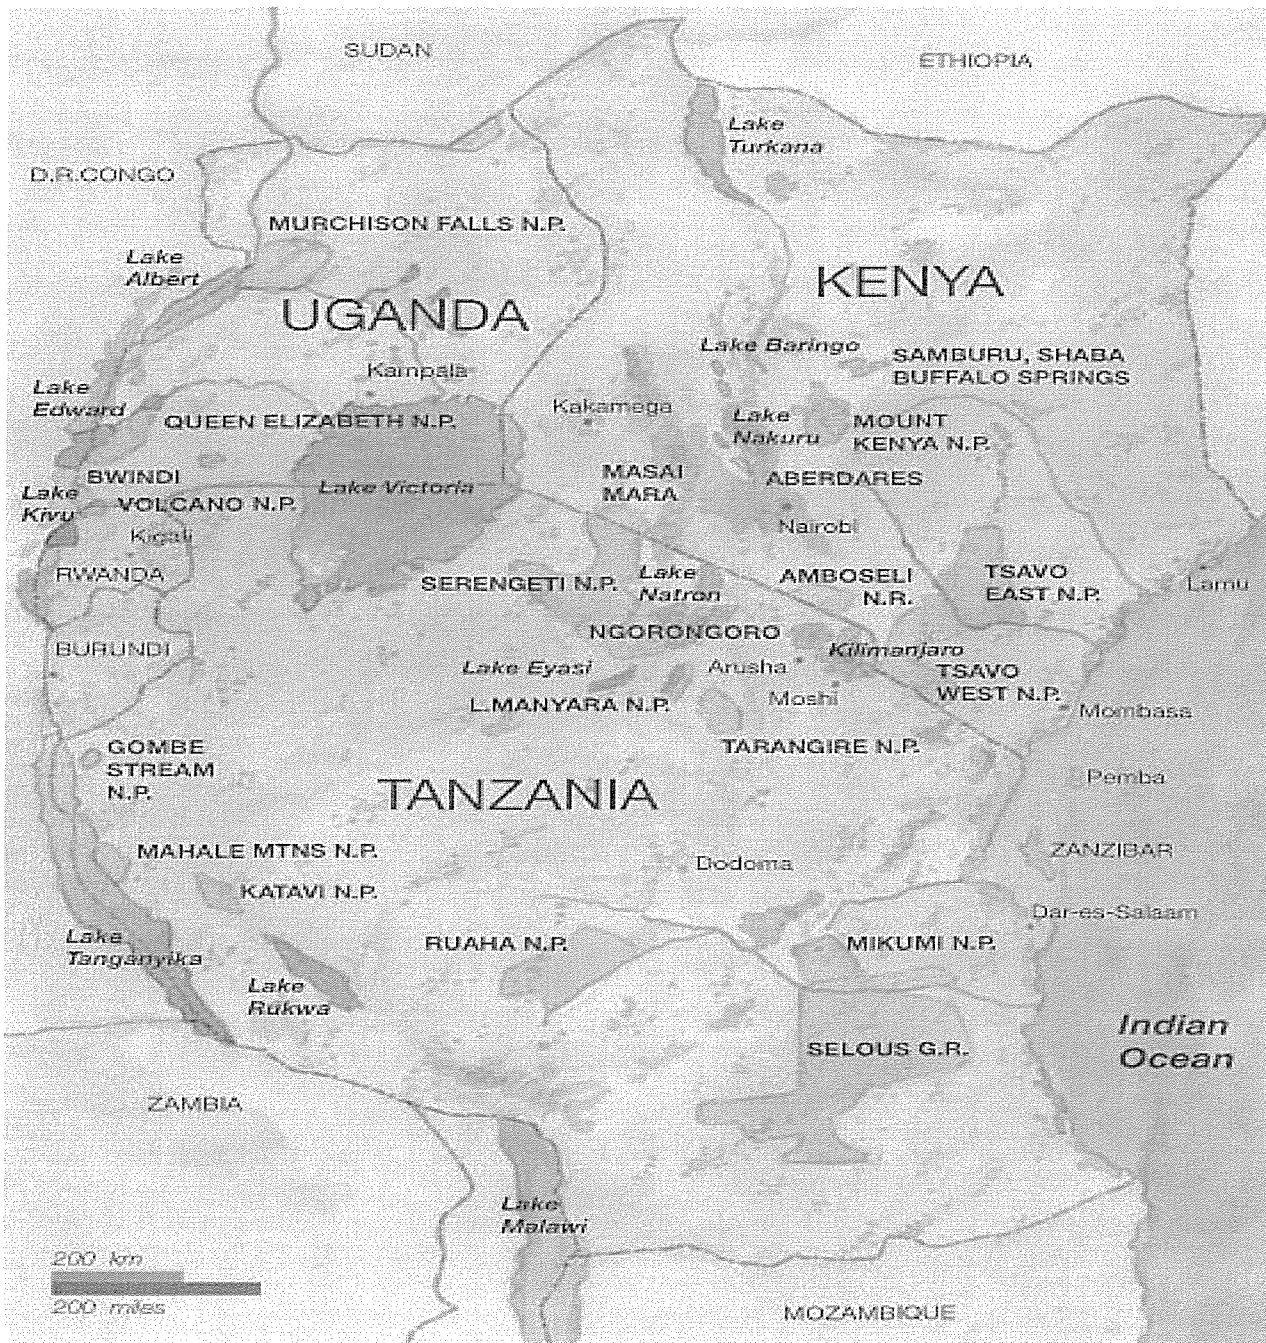 SUDAN
ETHIOPIA
Lake
Turkana
D.R.CONGO
MURCHISON FALLS N.P.
Lake
Albert
KENYA
UGANDA
Lake Baringo
SAMBURU, SHABA
BUFFALO SPRINGS
Kampala
Lake
Edward
Kakamega
QUEEN ELIZABETH N.P.
Lake
Nakuru
MOUNT
KENYA N.P.
BWINDI
MASAI
MARA
ABERDARES
Lake
Kivu
VOLCANO N.P.
Lake Victoria
Nairobi
Kigali
RWANDA
SERENGETI N.P.
Lake
Natron
AMBOSELI
N.R.
TSAVO
EAST N.P.
Lamu
NGORONGORO
BURUNDI
Kilimanjaro
Lake Eyasi
Arusha
TSAVO
WEST N.P.
L.MANYARA N.P.
Moshi
Mombasa
GOMBE
STREAM
N.P.
TARANGIRE N.P.
Pemba
TANZANIA
MAHALE MTNS N.P.
Dodoma
ZANZIBAR
KATAVI N.P.
Dar-es-Salaam
Lake
Tanganyika
RUAHA N.P.
MIKUMI N.P.
Lake
Rukwa
Indian
Ocean
SELOUS G.R.
ZAMBIA
Lake
Malawi
200 km
200 miles
MOZAMBIQUE